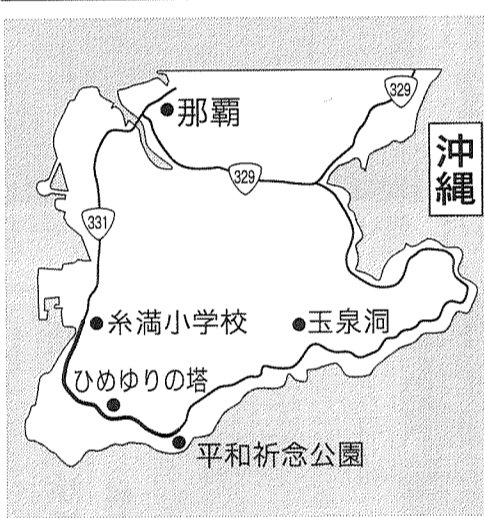 329
那覇
沖縄
329
331
糸満小学校
玉泉洞
ひめゆりの塔
平和祈念公園